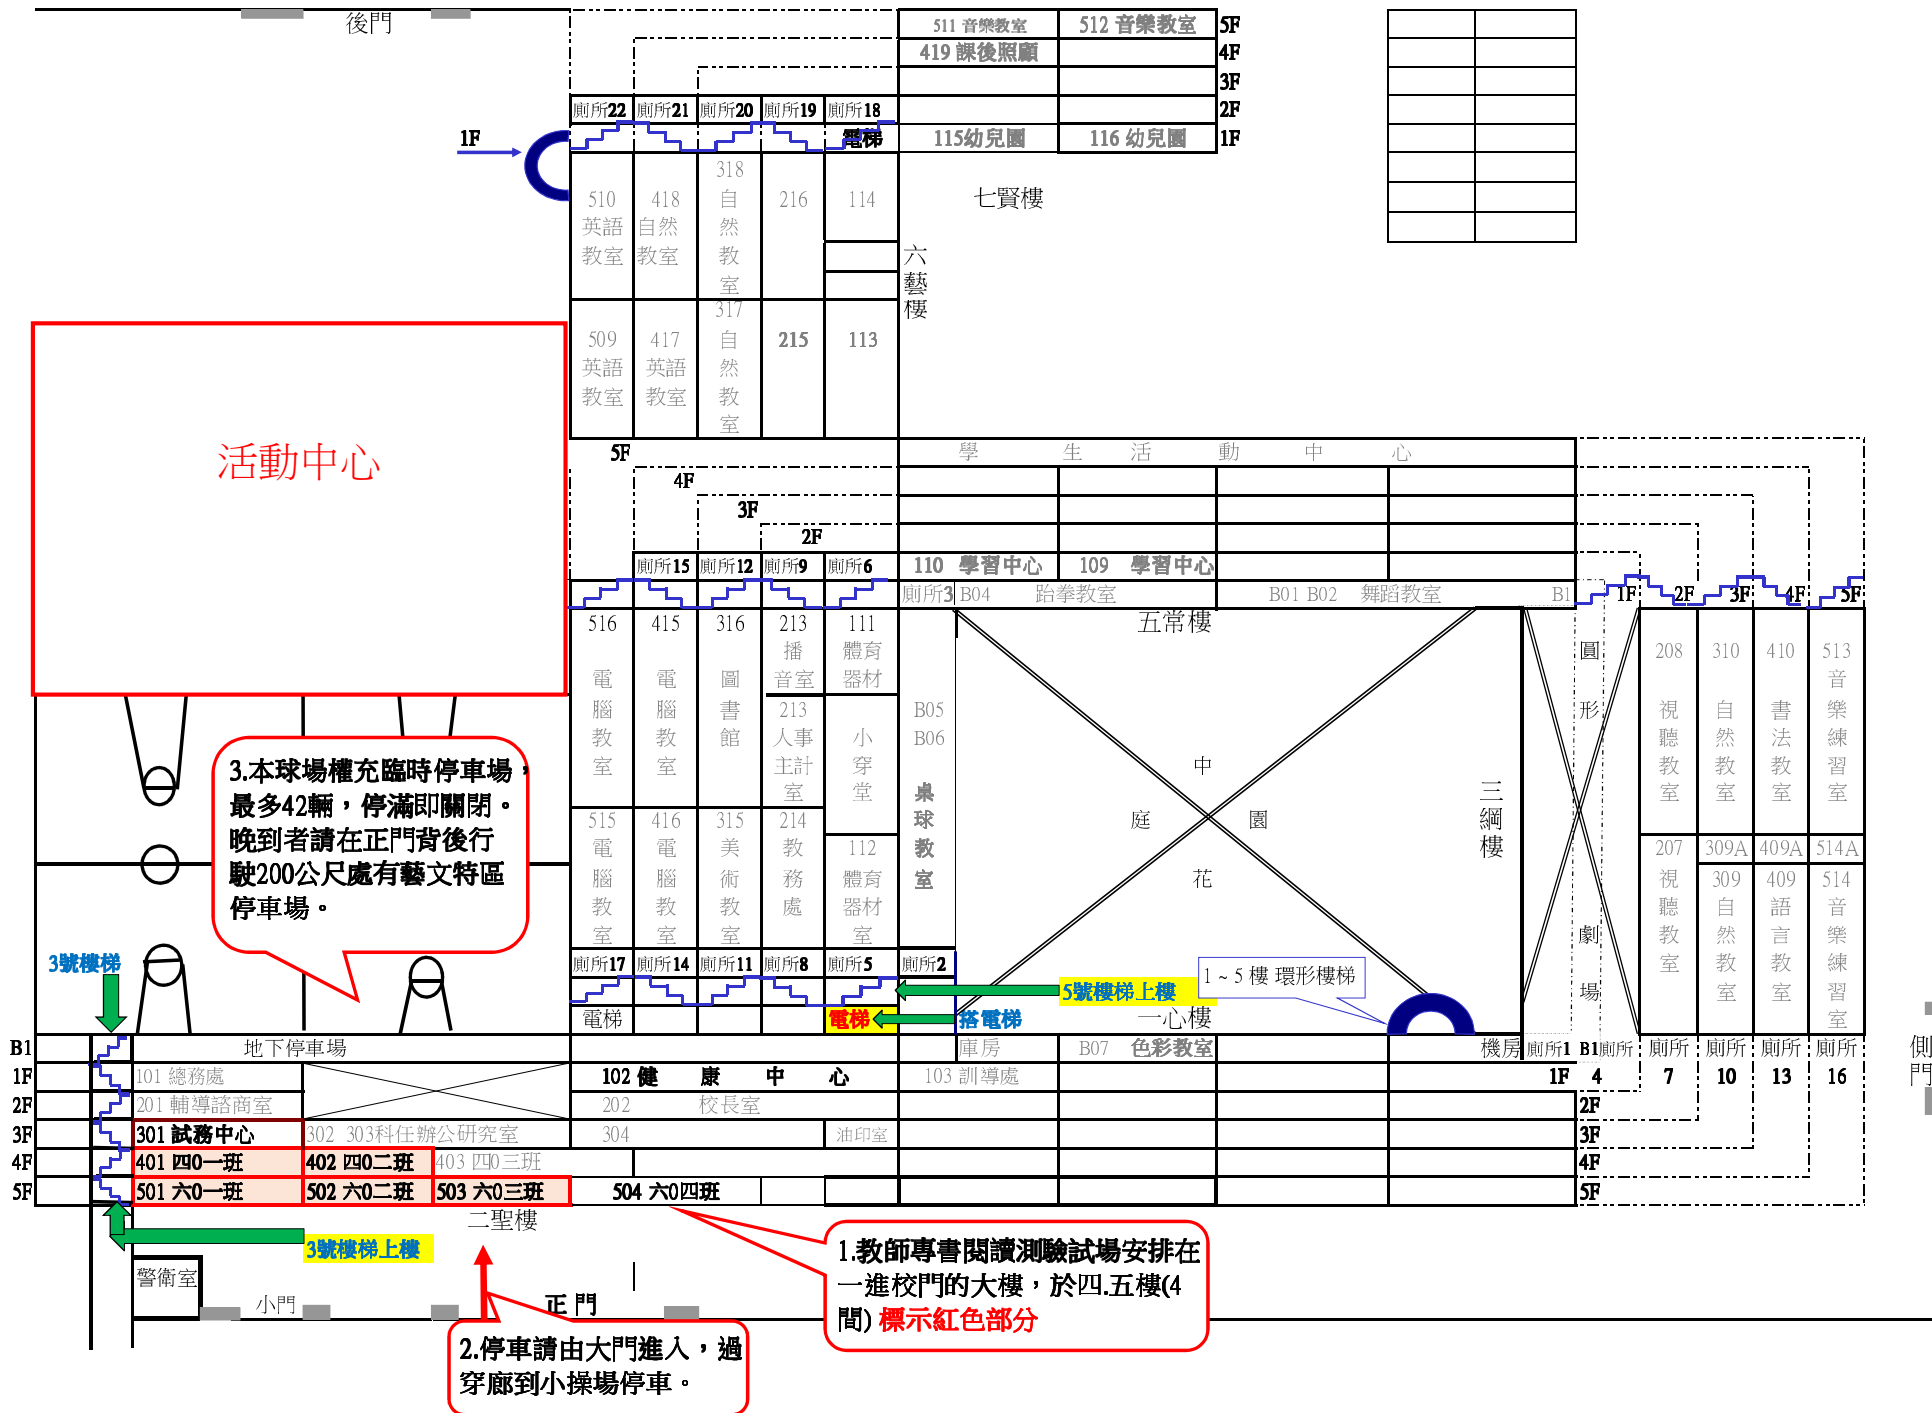 後門
511 音樂教室 512 音樂教室 5F
419 課後照顧 4F
3F
2F
115幼兒園 116 幼兒園 1F
廁所22 廁所21 廁所20 廁所19 廁所18
1F
電梯
510 英語教室
418 自然教室
318 自然教室
216
114
七賢樓
六藝樓
509 英語教室
417 英語教室
317 自然教室
215
113
活動中心
5F
4F
3F
2F
學生活動中心
廁所15 廁所12 廁所9 廁所6
110 學習中心 109 學習中心
廁所3 B04 跆拳教室 B01 B02 舞蹈教室 B1
1F 2F 3F 4F 5F
516 電腦教室
415 電腦教室
316 圖書館
213 播音室
111 體育器材
213 人事主計室
小穿堂
B05
B06
桌球教室
五常樓
中庭花園
三綱樓
圓形劇場
208 視聽教室
310 自然教室
410 書法教室
513 音樂練習室
515 電腦教室
416 電腦教室
315 美術教室
214 教務處
112 體育器材室
207 視聽教室
309A 409A 514A
309 自然教室
409 語言教室
514 音樂練習室
3.本球場權充臨時停車場，
最多42輛，停滿即關閉。
晚到者請在正門背後行
駛200公尺處有藝文特區
停車場。
3號樓梯
廁所17 廁所14 廁所11 廁所8 廁所5 廁所2
5號樓梯上樓
1 ~ 5 樓 環形樓梯
電梯 電梯 搭電梯 一心樓
B1 地下停車場 庫房 B07 色彩教室 機房 廁所1 B1廁所4 廁所7 廁所10 廁所13 廁所16
側門
1F 101 總務處 102 健康中心 103 訓導處 1F
2F 201 輔導諮商室 202 校長室 2F
3F 301 試務中心 302 303科任辦公研究室 304 油印室 3F
4F 401 四0一班 402 四0二班 403 四0三班 4F
5F 501 六0一班 502 六0二班 503 六0三班 504 六0四班 5F
二聖樓
3號樓梯上樓
警衛室
小門
正門
1.教師專書閱讀測驗試場安排在
一進校門的大樓，於四.五樓(4
間) 標示紅色部分
2.停車請由大門進入，過
穿廊到小操場停車。